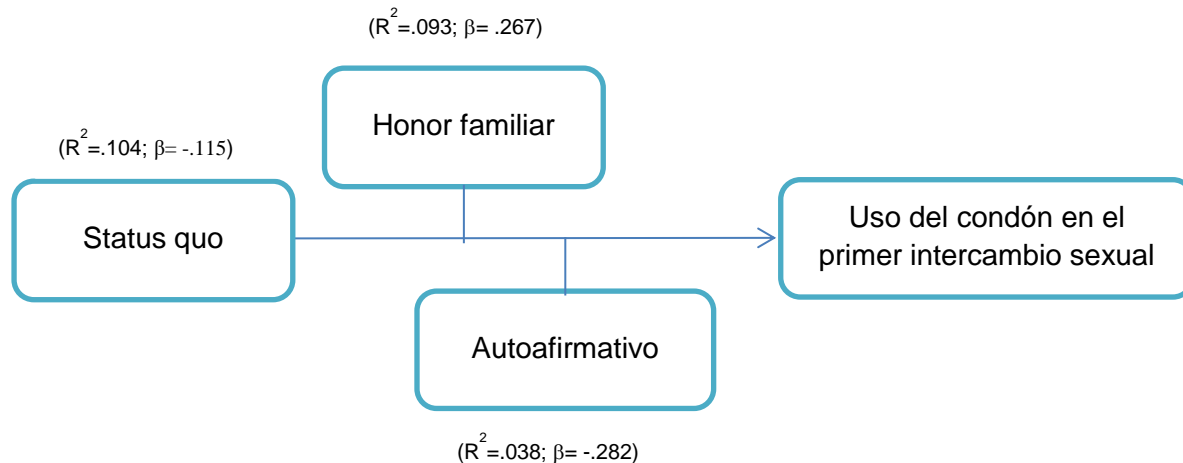 (R²=.093; β= .267)
Honor familiar
(R²=.104; β= -.115)
Status quo
Uso del condón en el
primer intercambio sexual
Autoafirmativo
(R²=.038; β= -.282)